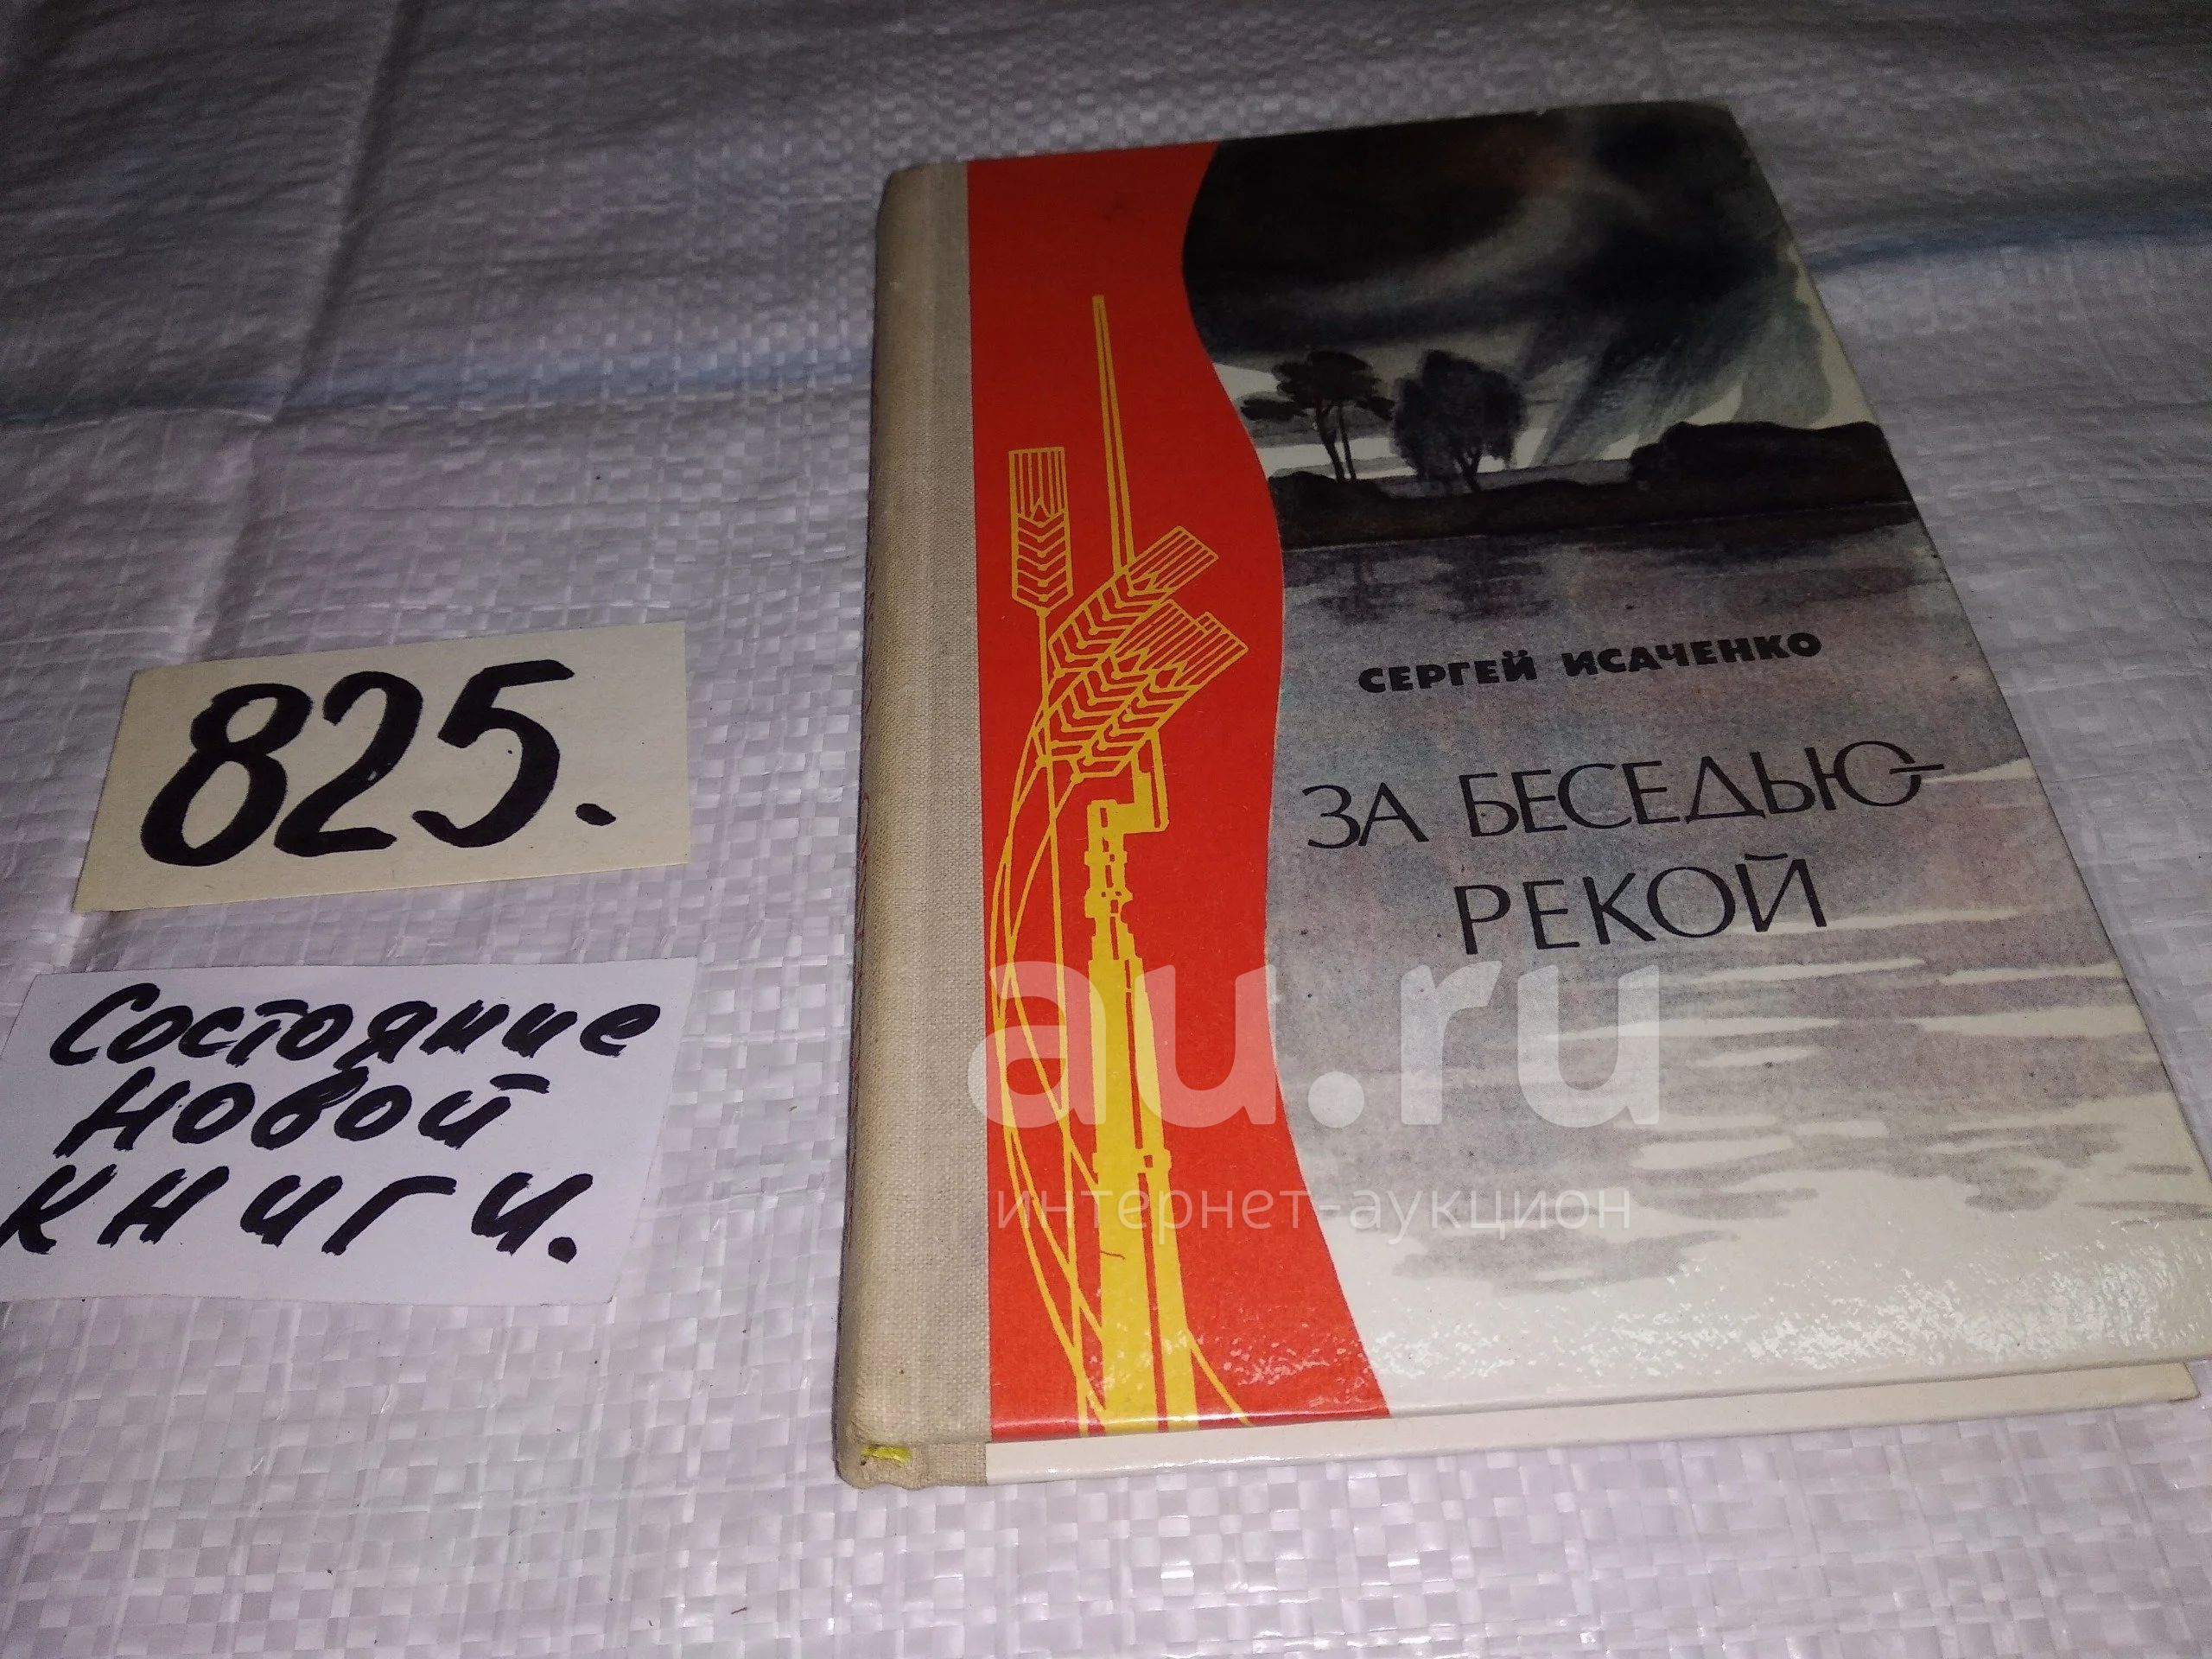 825.
Состояние
новой
книги.
СЕРГЕЙ ИСАЧЕНКО
ЗА БЕСЕДЬЮ-
РЕКОЙ
au.ru
интернет-аукцион